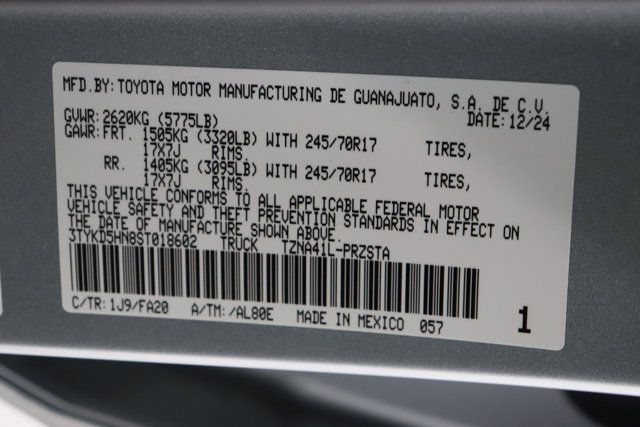 MFD.BY: TOYOTA MOTOR MANUFACTURING DE GUANAJUATO, S.A. DE C.V.
GVWR: 2620KG (5775LB) DATE: 12/24
GAWR: FRT. 1505KG (3320LB) WITH 245/70R17 TIRES,
17X7J RIMS.
RR. 1405KG (3095LB) WITH 245/70R17 TIRES,
17X7J RIMS.
THIS VEHICLE CONFORMS TO ALL APPLICABLE FEDERAL MOTOR
VEHICLE SAFETY AND THEFT PREVENTION STANDARDS IN EFFECT ON
THE DATE OF MANUFACTURE SHOWN ABOVE.
3TYKD5HN8ST018602 TRUCK TZNA41L-PRZSTA
C/TR: 1J9/FA20 A/TM: /AL80E MADE IN MEXICO 057 1